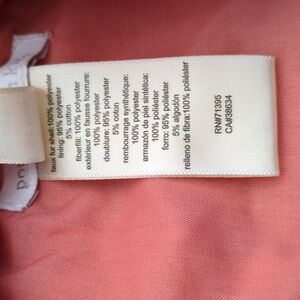 faux fur shell:100% polyester
lining: 95% polyester
5% cotton
fiberfill: 100% polyester
extérieur en fausse fourrure:
100% polyester
doublure: 95% polyester
5% coton
rembourrage synthétique:
100% polyester
armazón de piel sintética:
100% poliéster
forro: 95% poliéster
5% algodón
relleno de fibra:100% poliéster
RN#71395
CA#38634